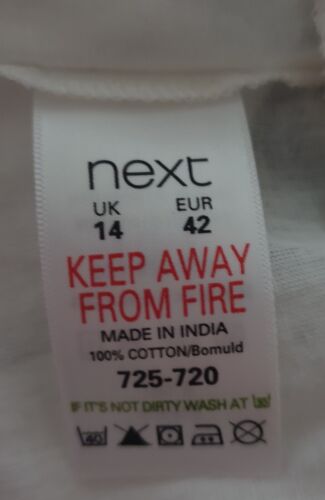 next
UK EUR
14 42
KEEP AWAY
FROM FIRE
MADE IN INDIA
100% COTTON/Bomuld
725-720
IF IT'S NOT DIRTY WASH AT 30
40